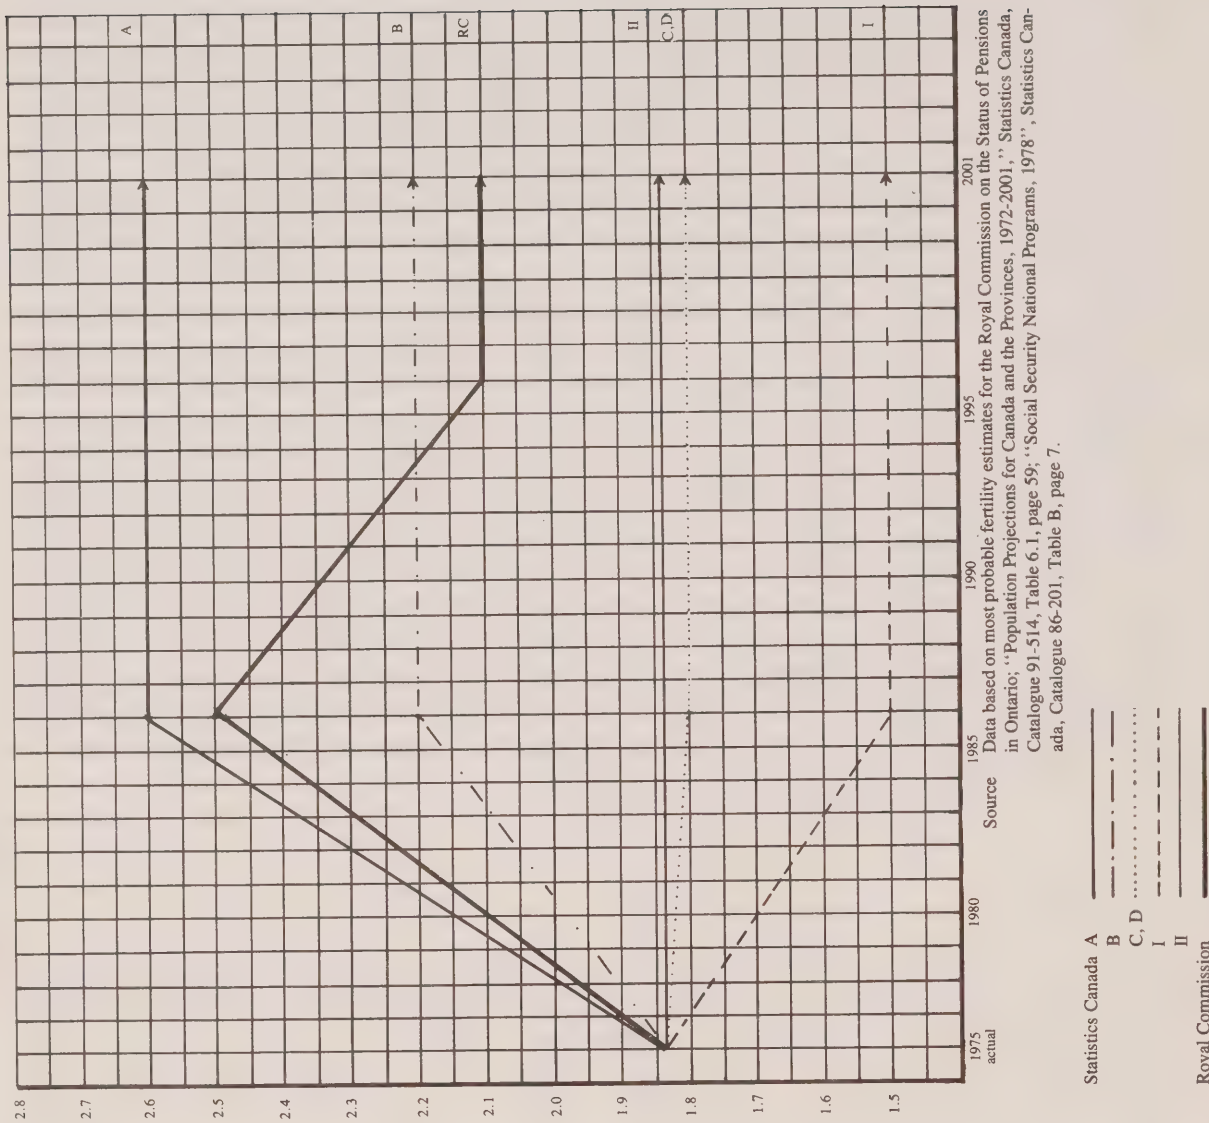 2.8
2.7
2.6
2.5
2.4
2.3
2.2
2.1
2.0
1.9
1.8
1.7
1.6
1.5
A
B
RC
II
C,D
I
1975
actual
1980
1985
1990
1995
2001
Source Data based on most probable fertility estimates for the Royal Commission on the Status of Pensions
in Ontario; “Population Projections for Canada and the Provinces, 1972-2001,” Statistics Canada,
Catalogue 91-514, Table 6.1, page 59; “Social Security National Programs, 1978”, Statistics Can-
ada, Catalogue 86-201, Table B, page 7.
Statistics Canada A
B
C, D
I
II
Royal Commission